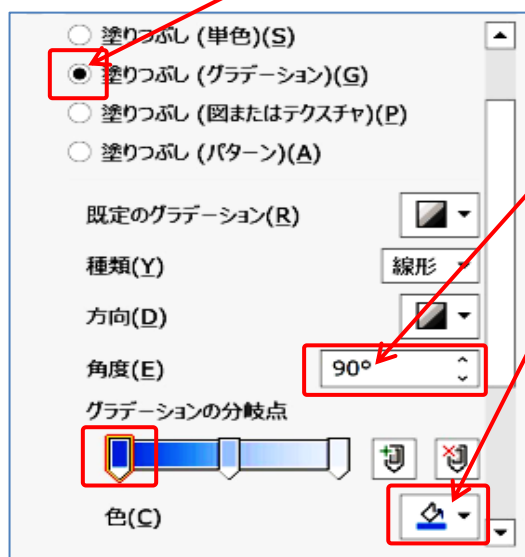 塗りつぶし (単色)(S)
塗りつぶし (グラデーション)(G)
塗りつぶし (図またはテクスチャ)(P)
塗りつぶし (パターン)(A)
既定のグラデーション(R)
種類(Y) 線形
方向(D)
角度(E) 90°
グラデーションの分岐点
色(C)